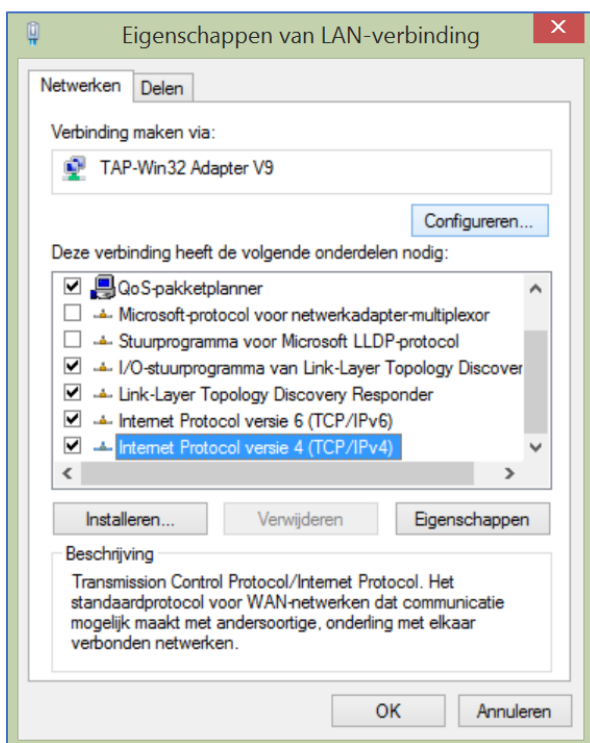 Eigenschappen van LAN-verbinding
Netwerken Delen
Verbinding maken via:
TAP-Win32 Adapter V9
Configureren...
Deze verbinding heeft de volgende onderdelen nodig:
QoS-pakketplanner
Microsoft-protocol voor netwerkadapter-multiplexor
Stuurprogramma voor Microsoft LLDP-protocol
I/O-stuurprogramma van Link-Layer Topology Discover
Link-Layer Topology Discovery Responder
Internet Protocol versie 6 (TCP/IPv6)
Internet Protocol versie 4 (TCP/IPv4)
Installeren... Verwijderen Eigenschappen
Beschrijving
Transmission Control Protocol/Internet Protocol. Het
standaardprotocol voor WAN-netwerken dat communicatie
mogelijk maakt met andersoortige, onderling met elkaar
verbonden netwerken.
OK Annuleren